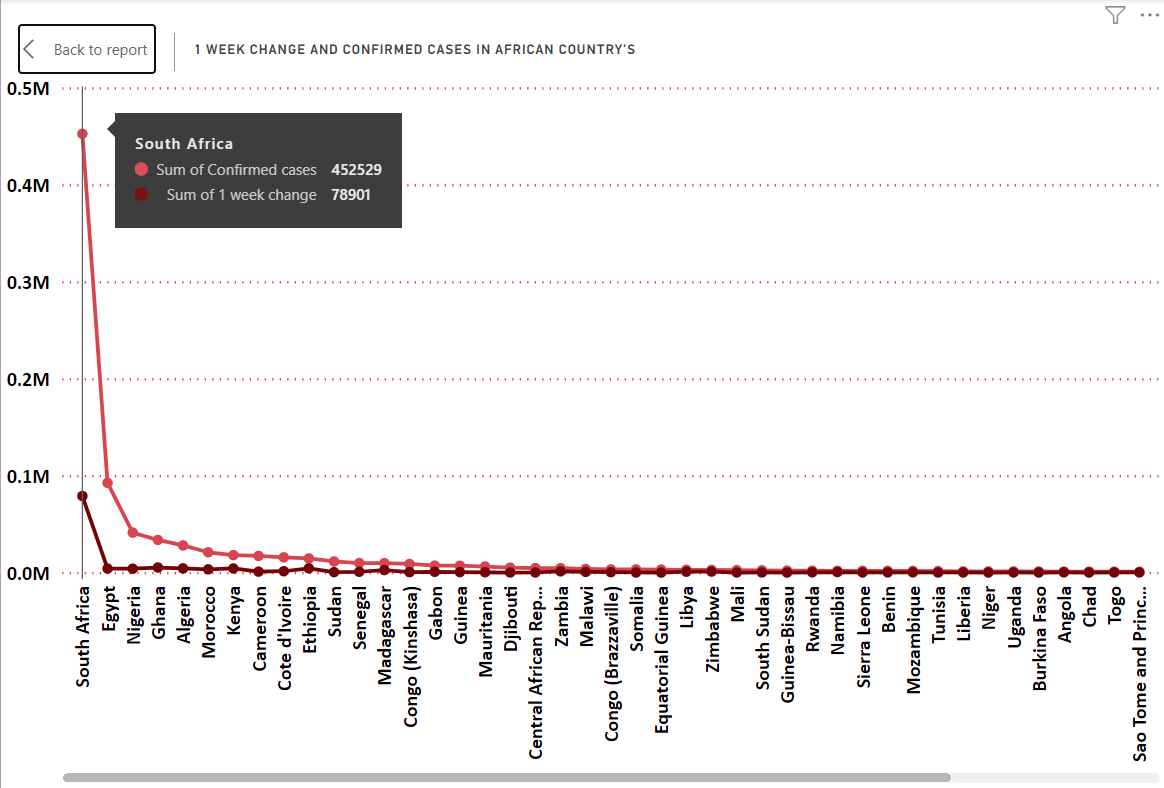 Back to report
1 WEEK CHANGE AND CONFIRMED CASES IN AFRICAN COUNTRY'S
0.5M
South Africa
Sum of Confirmed cases 452529
Sum of 1 week change 78901
0.4M
0.3M
0.2M
0.1M
0.0M
South Africa
Egypt
Nigeria
Ghana
Algeria
Morocco
Kenya
Cameroon
Cote d'Ivoire
Ethiopia
Sudan
Senegal
Madagascar
Congo (Kinshasa)
Gabon
Guinea
Mauritania
Djibouti
Central African Rep...
Zambia
Malawi
Congo (Brazzaville)
Somalia
Equatorial Guinea
Libya
Zimbabwe
Mali
South Sudan
Guinea-Bissau
Rwanda
Namibia
Sierra Leone
Benin
Mozambique
Tunisia
Liberia
Niger
Uganda
Burkina Faso
Angola
Chad
Togo
Sao Tome and Princ...